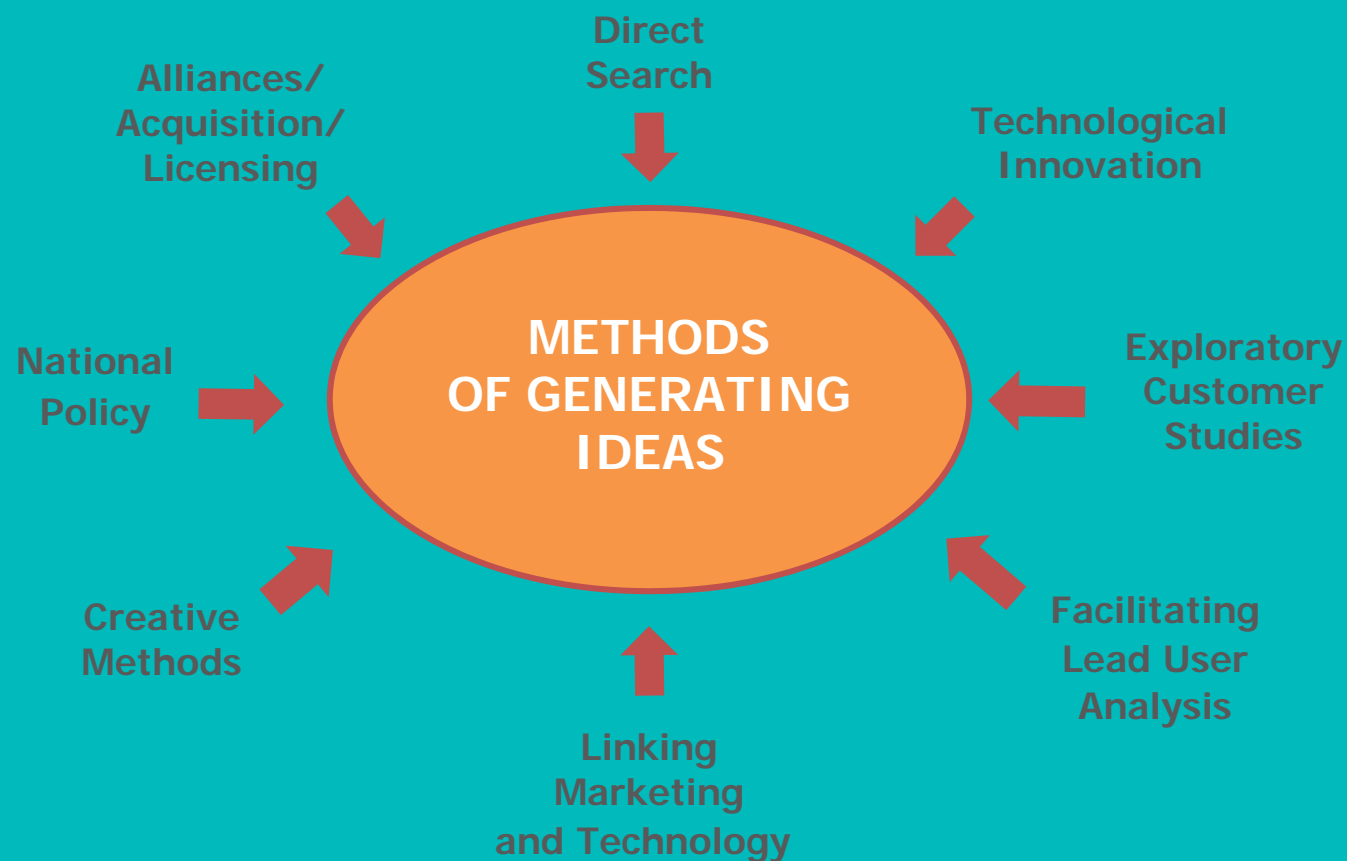 Direct
Search
Alliances/
Acquisition/
Licensing
Technological
Innovation
METHODS
OF GENERATING
IDEAS
National
Policy
Exploratory
Customer
Studies
Creative
Methods
Facilitating
Lead User
Analysis
Linking
Marketing
and Technology